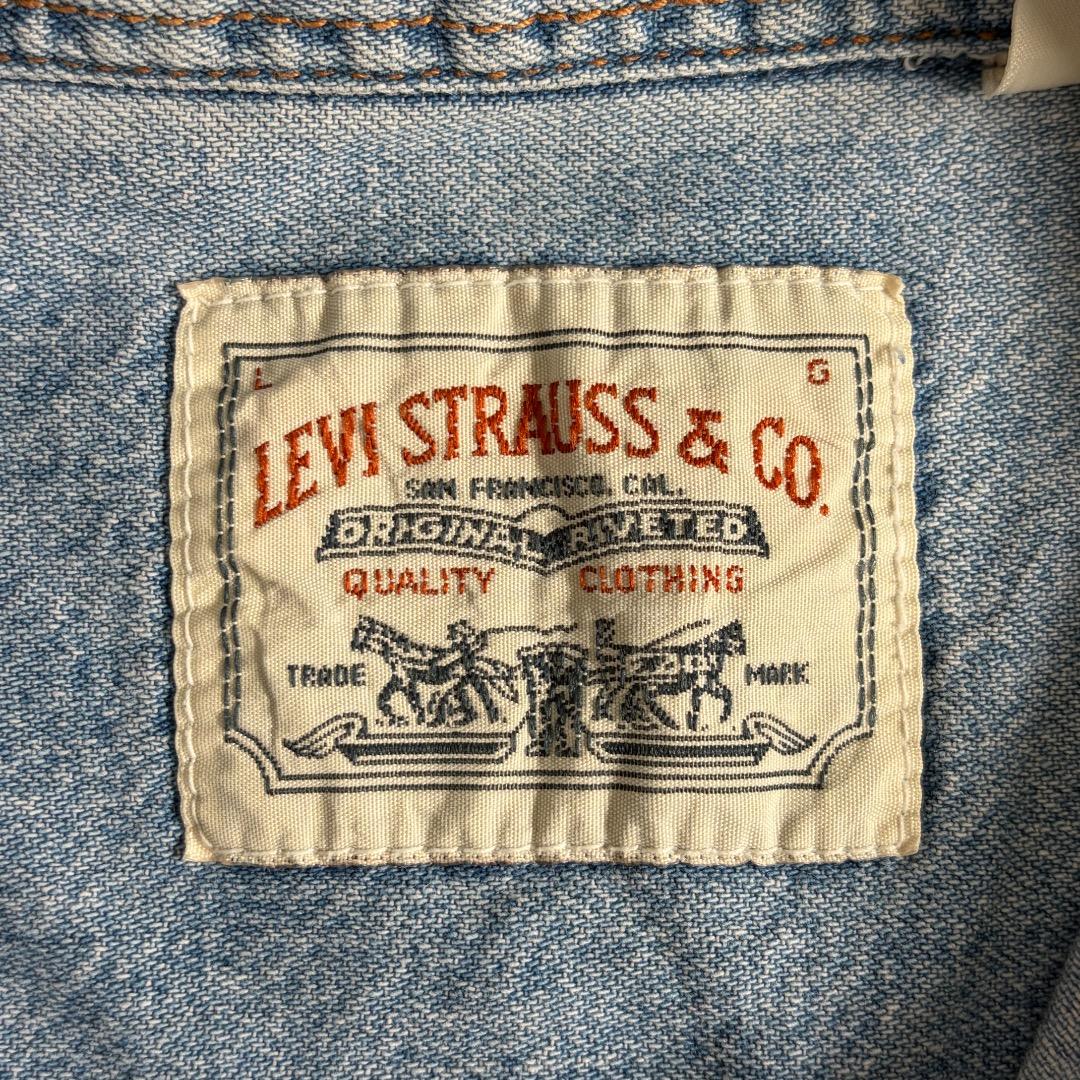 L G
LEVI STRAUSS & CO.
SAN FRANCISCO, CAL.
ORIGINAL RIVETED
QUALITY CLOTHING
TRADE MARK